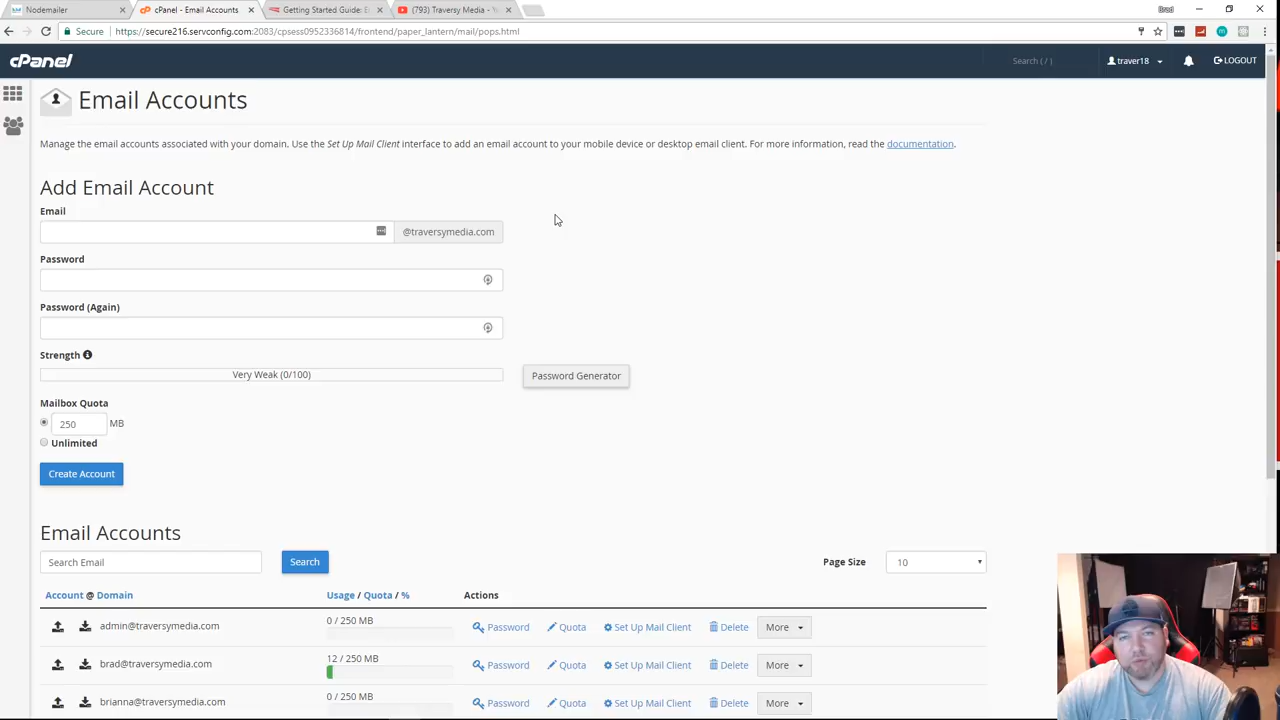 Nodemailer
cPanel - Email Accounts
Getting Started Guide: E
(793) Traversy Media - Y
Brad
Secure
https://secure216.servconfig.com:2083/cpsess0952336814/frontend/paper_lantern/mail/pops.html
cPanel
Search ( / )
traver18
LOGOUT
Email Accounts
Manage the email accounts associated with your domain. Use the Set Up Mail Client interface to add an email account to your mobile device or desktop email client. For more information, read the documentation.
Add Email Account
Email
@traversymedia.com
Password
Password (Again)
Strength
Very Weak (0/100)
Password Generator
Mailbox Quota
250 MB
Unlimited
Create Account
Email Accounts
Search Email
Search
Page Size
10
Account @ Domain
Usage / Quota / %
Actions
admin@traversymedia.com
0 / 250 MB
Password
Quota
Set Up Mail Client
Delete
More
brad@traversymedia.com
12 / 250 MB
Password
Quota
Set Up Mail Client
Delete
More
brianna@traversymedia.com
0 / 250 MB
Password
Quota
Set Up Mail Client
Delete
More